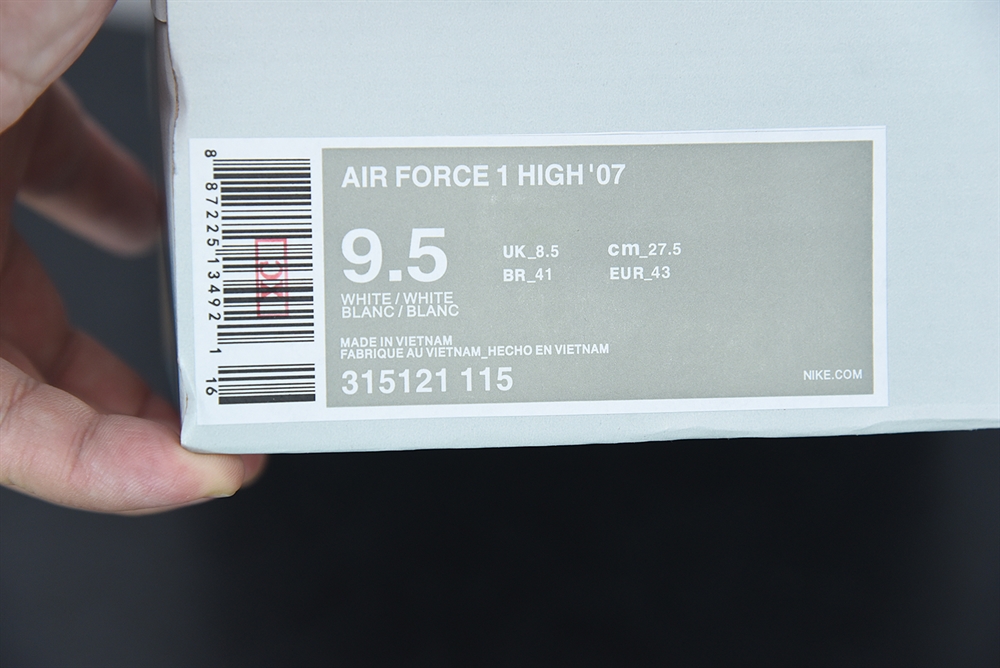 AIR FORCE 1 HIGH '07
9.5
UK_8.5
cm_27.5
BR_41
EUR_43
WHITE / WHITE
BLANC / BLANC
MADE IN VIETNAM
FABRIQUE AU VIETNAM_HECHO EN VIETNAM
315121 115
NIKE.COM
8 87225 13492 1 16